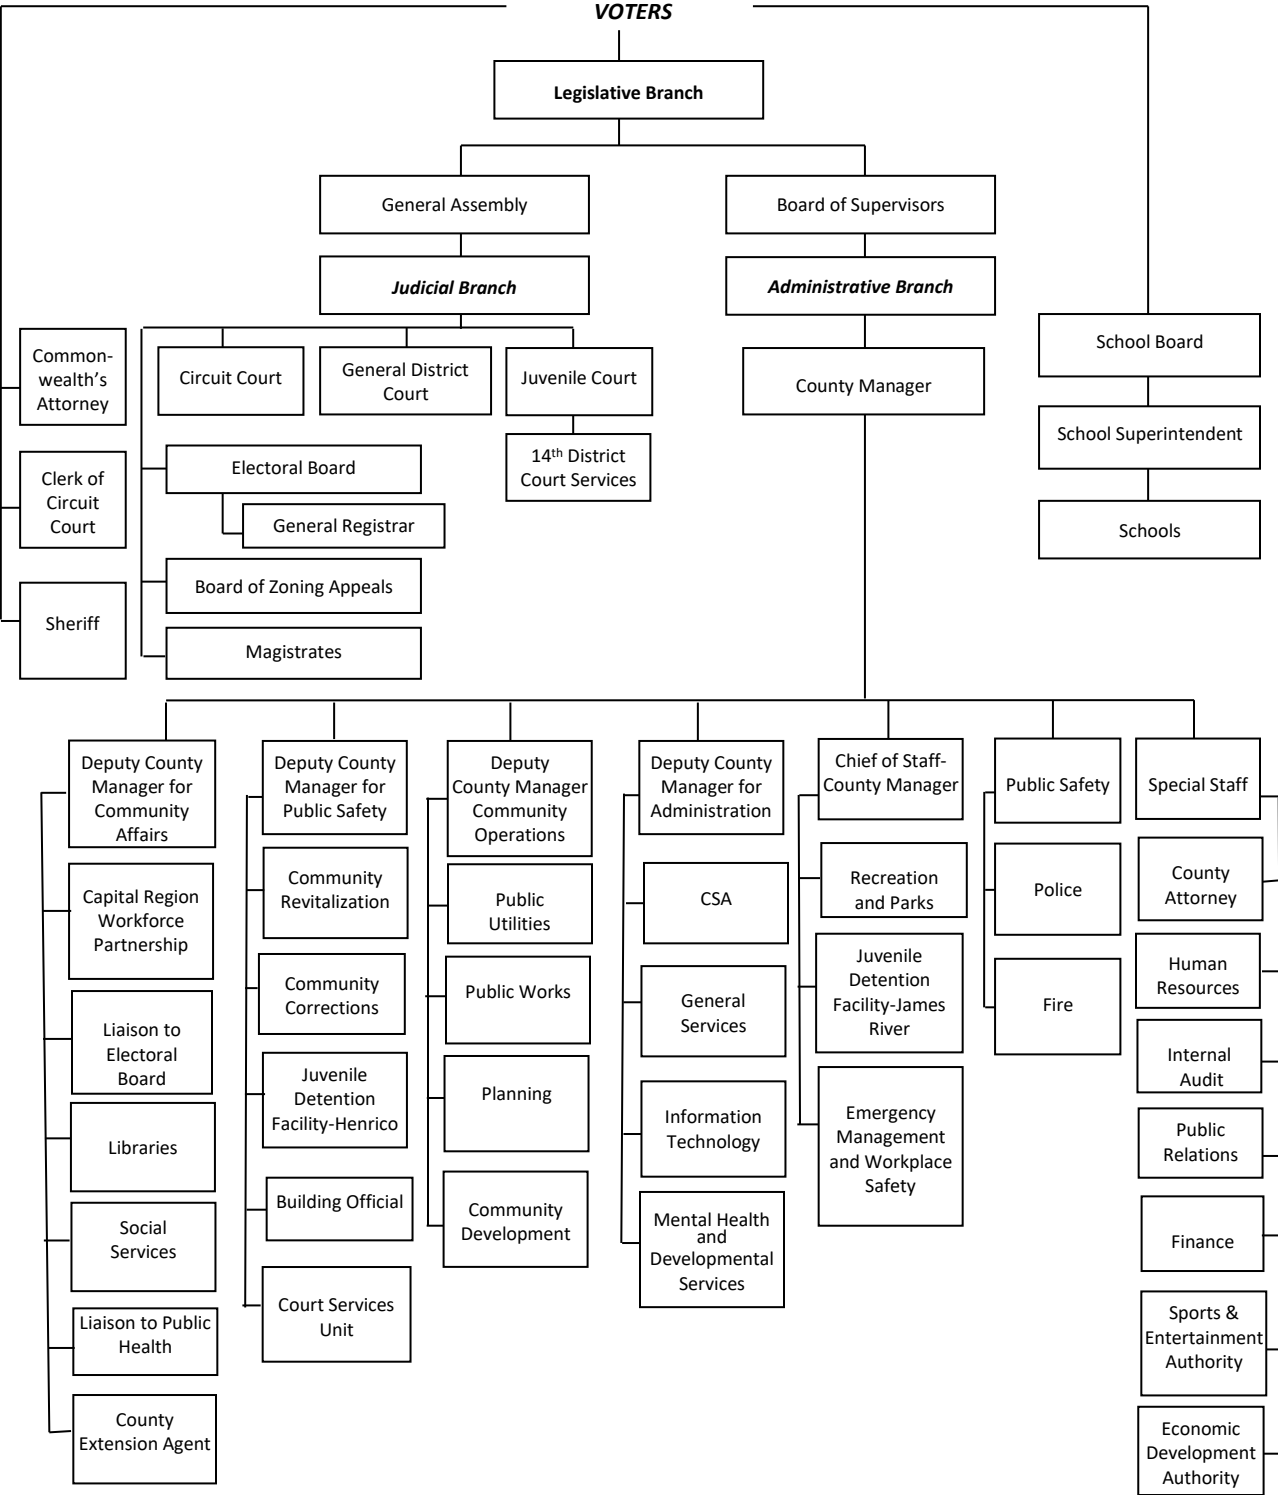 VOTERS
Legislative Branch
General Assembly
Board of Supervisors
Judicial Branch
Administrative Branch
Common-
wealth’s
Attorney
Clerk of
Circuit
Court
Sheriff
Circuit Court
General District
Court
Juvenile Court
14th District
Court Services
Electoral Board
General Registrar
Board of Zoning Appeals
Magistrates
County Manager
School Board
School Superintendent
Schools
Deputy County
Manager for
Community
Affairs
Capital Region
Workforce
Partnership
Liaison to
Electoral
Board
Libraries
Social
Services
Liaison to Public
Health
County
Extension Agent
Deputy County
Manager for
Public Safety
Community
Revitalization
Community
Corrections
Juvenile
Detention
Facility-Henrico
Building Official
Court Services
Unit
Deputy
County Manager
Community
Operations
Public
Utilities
Public Works
Planning
Community
Development
Deputy County
Manager for
Administration
CSA
General
Services
Information
Technology
Mental Health
and
Developmental
Services
Chief of Staff-
County Manager
Recreation
and Parks
Juvenile
Detention
Facility-James
River
Emergency
Management
and Workplace
Safety
Public Safety
Police
Fire
Special Staff
County
Attorney
Human
Resources
Internal
Audit
Public
Relations
Finance
Sports &
Entertainment
Authority
Economic
Development
Authority